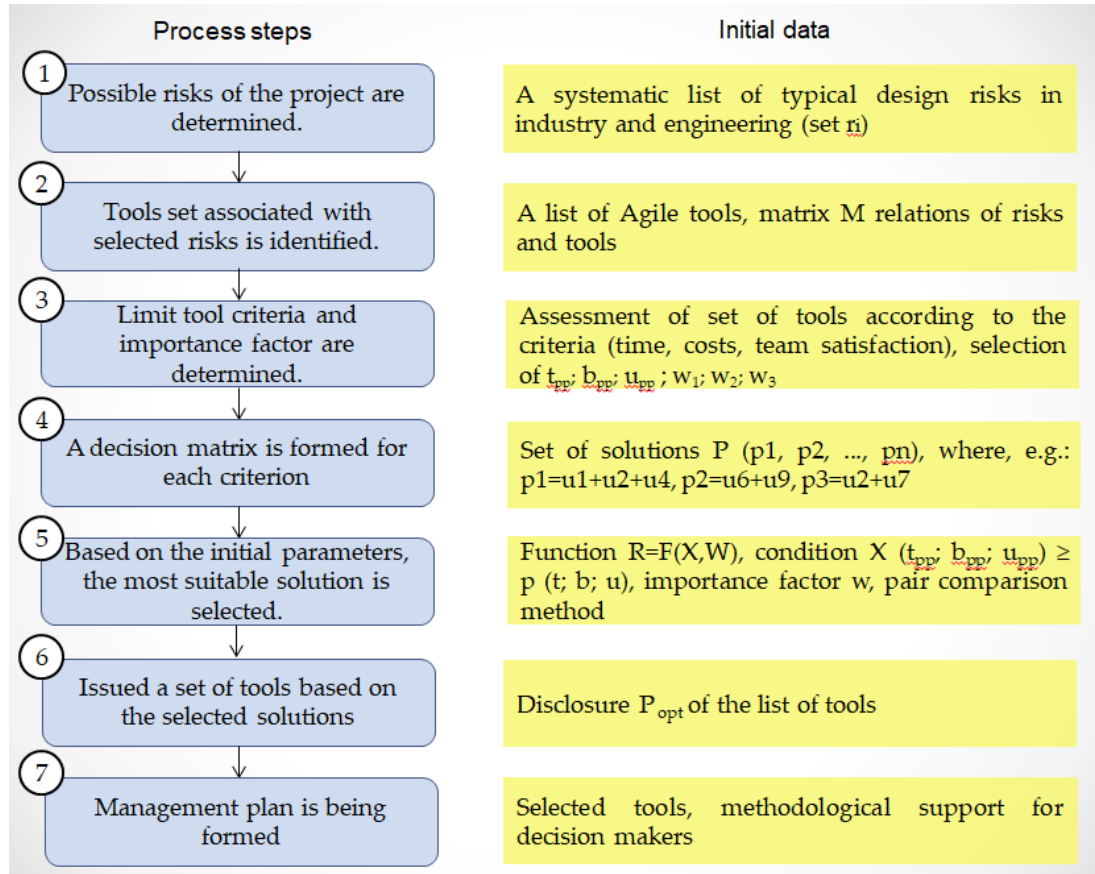 Process steps
Initial data
1
Possible risks of the project are
determined.
A systematic list of typical design risks in
industry and engineering (set ri)
2
Tools set associated with
selected risks is identified.
A list of Agile tools, matrix M relations of risks
and tools
3
Limit tool criteria and
importance factor are
determined.
Assessment of set of tools according to the
criteria (time, costs, team satisfaction), selection
of tpp; bpp; upp ; w1; w2; w3
4
A decision matrix is formed for
each criterion
Set of solutions P (p1, p2, ..., pn), where, e.g.:
p1=u1+u2+u4, p2=u6+u9, p3=u2+u7
5
Based on the initial parameters,
the most suitable solution is
selected.
Function R=F(X,W), condition X (tpp; bpp; upp) ≥
p (t; b; u), importance factor w, pair comparison
method
6
Issued a set of tools based on
the selected solutions
Disclosure Popt of the list of tools
7
Management plan is being
formed
Selected tools, methodological support for
decision makers